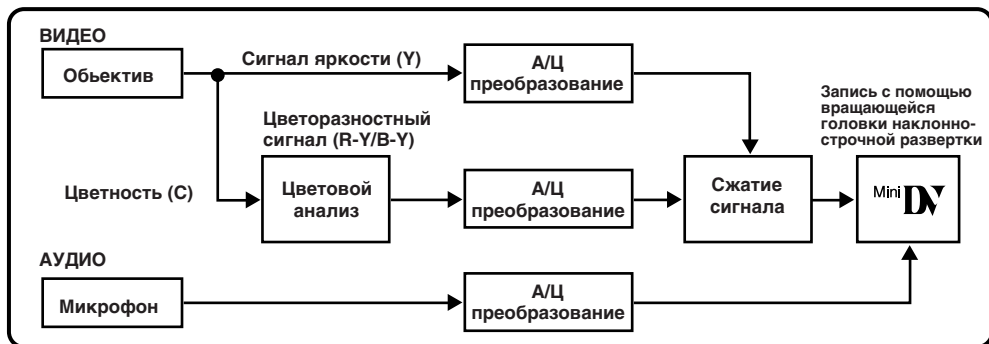 ВИДЕО
Обьектив
Сигнал яркости (Y)
А/Ц
преобразование
Цветоразностный
сигнал (R-Y/B-Y)
Цветность (C)
Цветовой
анализ
А/Ц
преобразование
Сжатие
сигнала
Запись с помощью
вращающейся
головки наклонно-
строчной развертки
Mini DV
АУДИО
Микрофон
А/Ц
преобразование